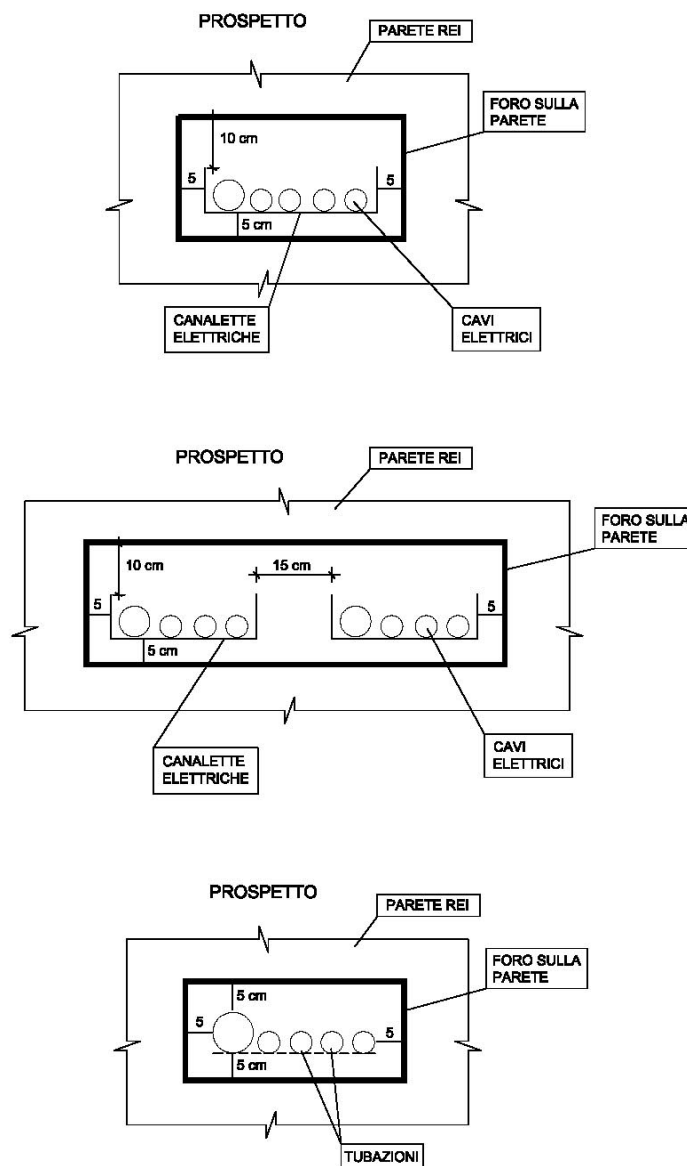 PROSPETTO
PARETE REI
FORO SULLA
PARETE
10 cm
5
5
5 cm
CANALETTE
ELETTRICHE
CAVI
ELETTRICI
PROSPETTO
PARETE REI
FORO SULLA
PARETE
10 cm
15 cm
5
5
5 cm
CANALETTE
ELETTRICHE
CAVI
ELETTRICI
PROSPETTO
PARETE REI
FORO SULLA
PARETE
5 cm
5
5
5 cm
TUBAZIONI